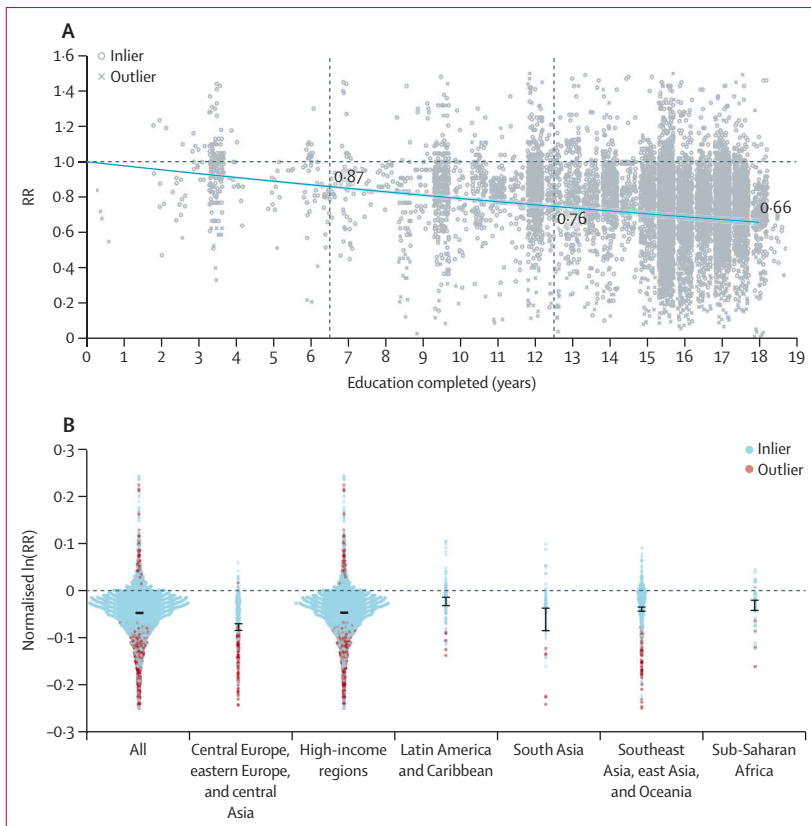 A
RR
Inlier
Outlier
1·6
1·4
1·2
1·0
0·8
0·6
0·4
0·2
0
0·87
0·76
0·66
0 1 2 3 4 5 6 7 8 9 10 11 12 13 14 15 16 17 18 19
Education completed (years)
B
Inlier
Outlier
Normalised ln(RR)
0·3
0·2
0·1
0
–0·1
–0·2
–0·3
All
Central Europe,
eastern Europe,
and central
Asia
High-income
regions
Latin America
and Caribbean
South Asia
Southeast
Asia, east Asia,
and Oceania
Sub-Saharan
Africa